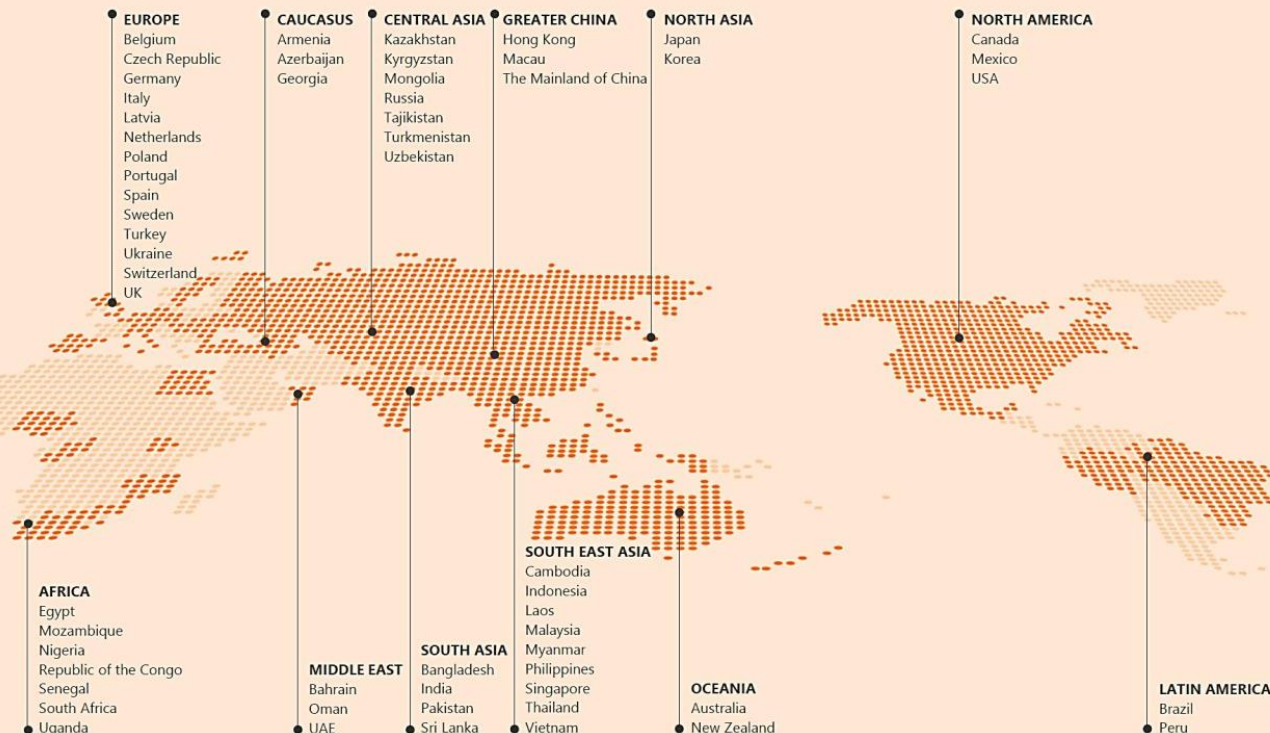 EUROPE
Belgium
Czech Republic
Germany
Italy
Latvia
Netherlands
Poland
Portugal
Spain
Sweden
Turkey
Ukraine
Switzerland
UK
CAUCASUS
Armenia
Azerbaijan
Georgia
CENTRAL ASIA
Kazakhstan
Kyrgyzstan
Mongolia
Russia
Tajikistan
Turkmenistan
Uzbekistan
GREATER CHINA
Hong Kong
Macau
The Mainland of China
NORTH ASIA
Japan
Korea
NORTH AMERICA
Canada
Mexico
USA
AFRICA
Egypt
Mozambique
Nigeria
Republic of the Congo
Senegal
South Africa
Uganda
MIDDLE EAST
Bahrain
Oman
UAE
SOUTH ASIA
Bangladesh
India
Pakistan
Sri Lanka
SOUTH EAST ASIA
Cambodia
Indonesia
Laos
Malaysia
Myanmar
Philippines
Singapore
Thailand
Vietnam
OCEANIA
Australia
New Zealand
LATIN AMERICA
Brazil
Peru